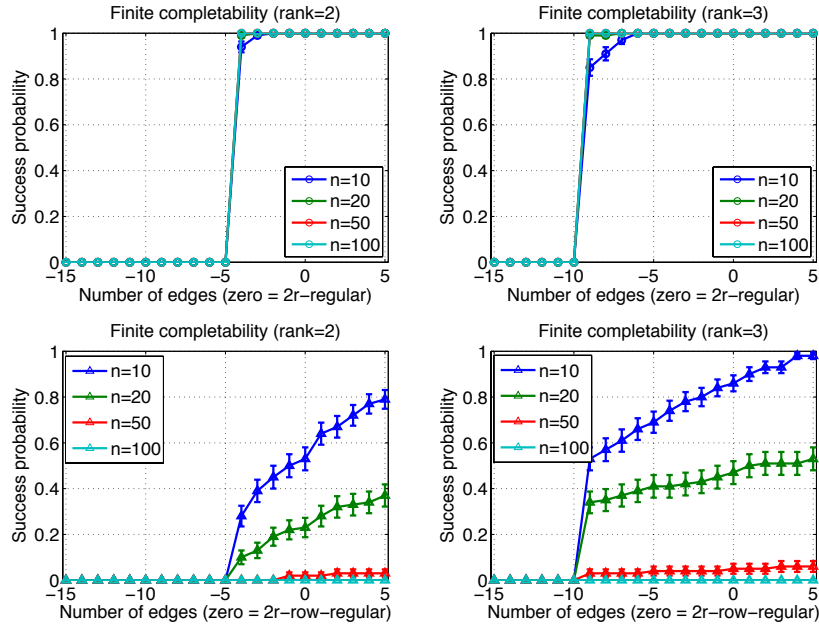 Finite completability (rank=2)
1
0.8
0.6
0.4
0.2
0
Success probability
n=10
n=20
n=50
n=100
−15
−10
−5
0
5
Number of edges (zero = 2r−regular)
Finite completability (rank=3)
1
0.8
0.6
0.4
0.2
0
Success probability
n=10
n=20
n=50
n=100
−15
−10
−5
0
5
Number of edges (zero = 2r−regular)
Finite completability (rank=2)
1
0.8
0.6
0.4
0.2
0
Success probability
n=10
n=20
n=50
n=100
−15
−10
−5
0
5
Number of edges (zero = 2r−row−regular)
Finite completability (rank=3)
1
0.8
0.6
0.4
0.2
0
Success probability
n=10
n=20
n=50
n=100
−15
−10
−5
0
5
Number of edges (zero = 2r−row−regular)